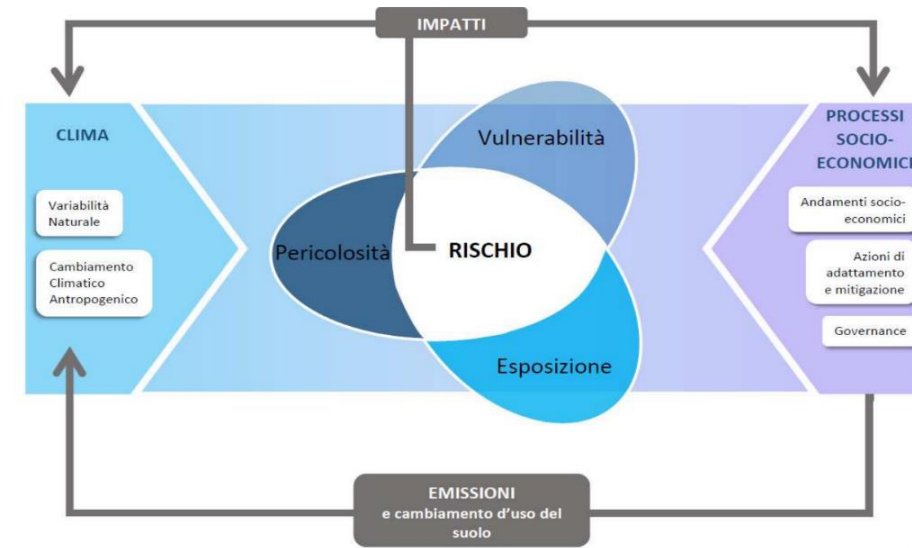 IMPATTI
CLIMA
Variabilità
Naturale
Cambiamento
Climatico
Antropogenico
Vulnerabilità
Pericolosità
RISCHIO
Esposizione
PROCESSI
SOCIO-
ECONOMICI
Andamenti socio-
economici
Azioni di
adattamento
e mitigazione
Governance
EMISSIONI
e cambiamento d'uso del
suolo